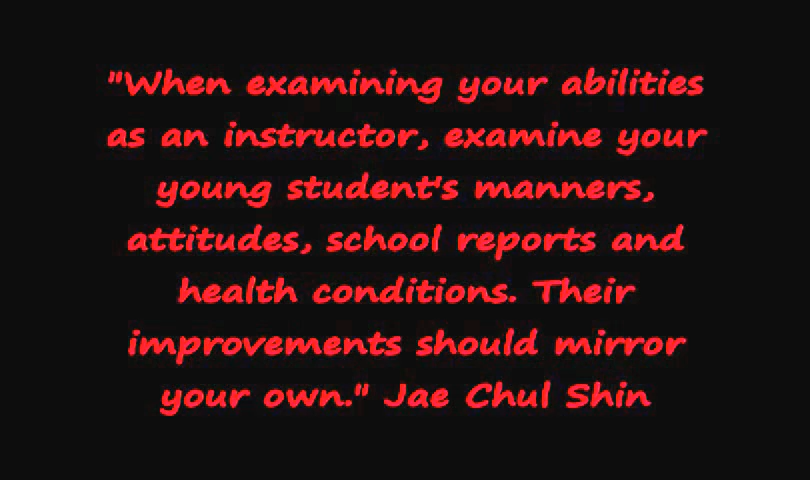 "When examining your abilities
as an instructor, examine your
young student's manners,
attitudes, school reports and
health conditions. Their
improvements should mirror
your own." Jae Chul Shin